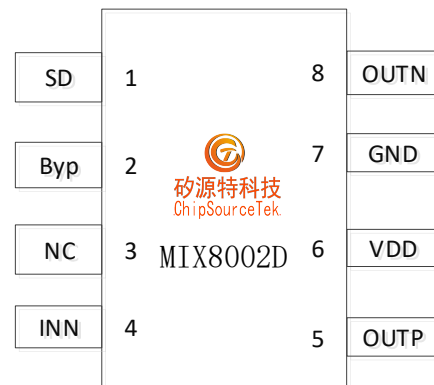 SD 1 8 OUTN
Byp 2 7 GND
矽源特科技
ChipSourceTek.
NC 3 MIX8002D 6 VDD
INN 4 5 OUTP